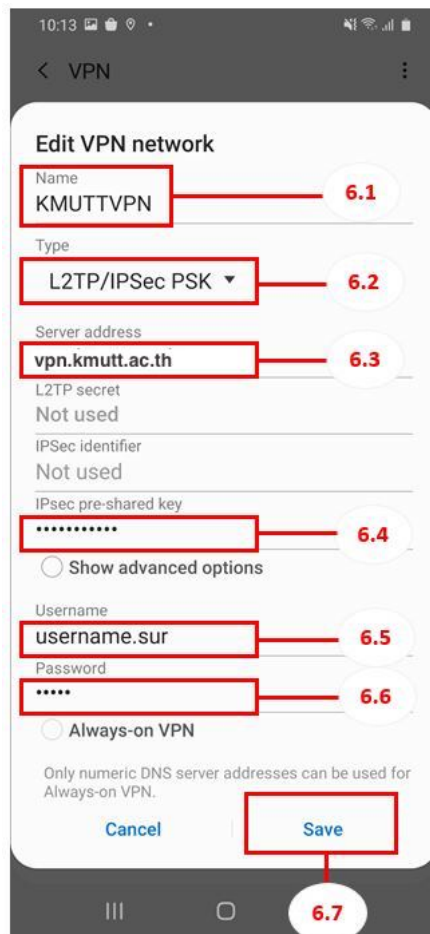 10:13
VPN
Edit VPN network
Name
KMUTTVPN
6.1
Type
L2TP/IPSec PSK
6.2
Server address
vpn.kmutt.ac.th
6.3
L2TP secret
Not used
IPSec identifier
Not used
IPsec pre-shared key
•••••••••••
6.4
Show advanced options
Username
username.sur
6.5
Password
•••••
6.6
Always-on VPN
Only numeric DNS server addresses can be used for
Always-on VPN.
Cancel
Save
6.7